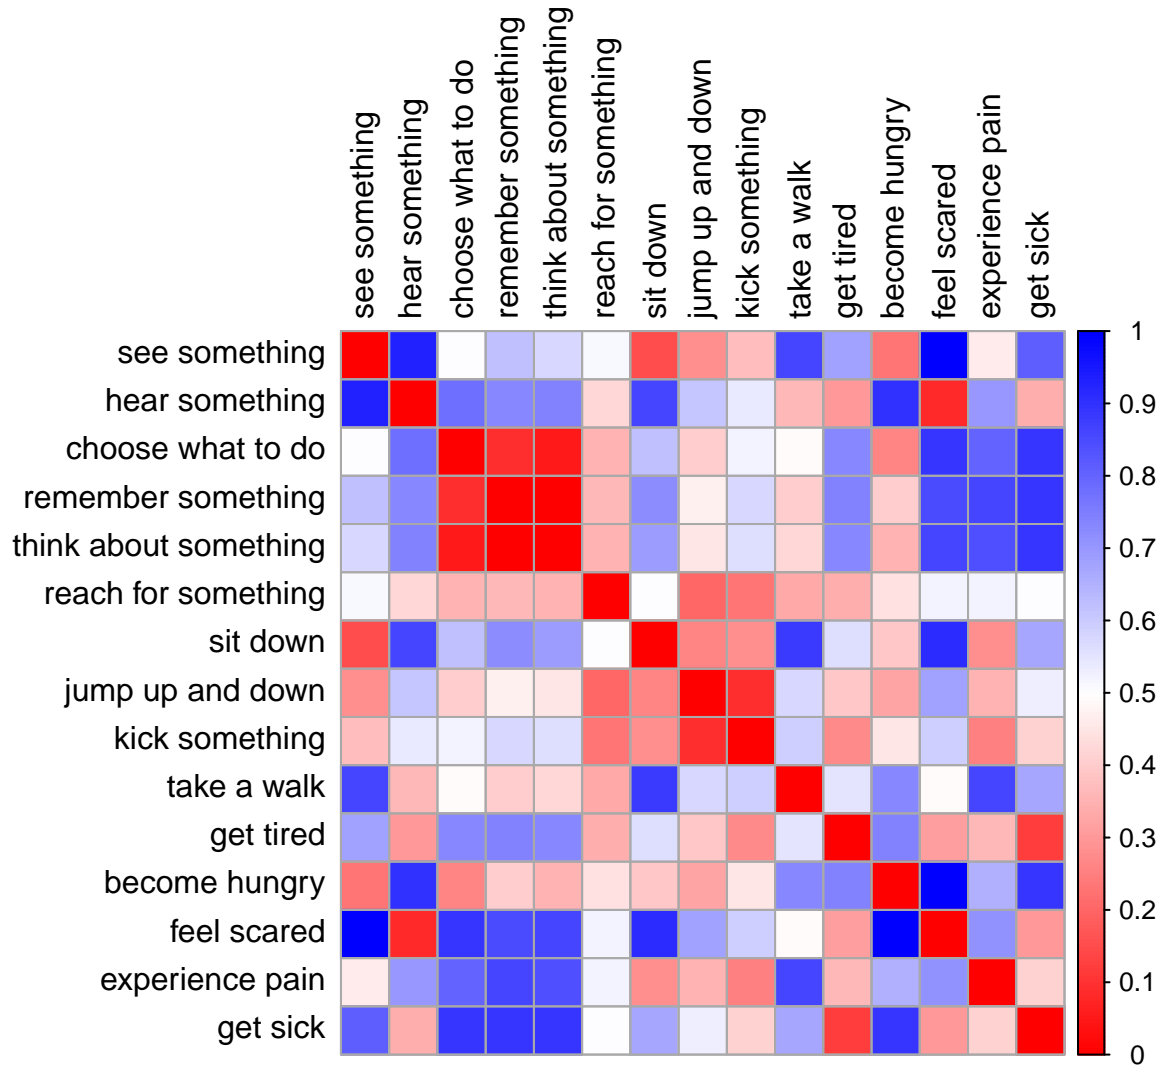 see something
hear something
choose what to do
remember something
think about something
reach for something
sit down
jump up and down
kick something
take a walk
get tired
become hungry
feel scared
experience pain
get sick
see something
hear something
choose what to do
remember something
think about something
reach for something
sit down
jump up and down
kick something
take a walk
get tired
become hungry
feel scared
experience pain
get sick
1
0.9
0.8
0.7
0.6
0.5
0.4
0.3
0.2
0.1
0